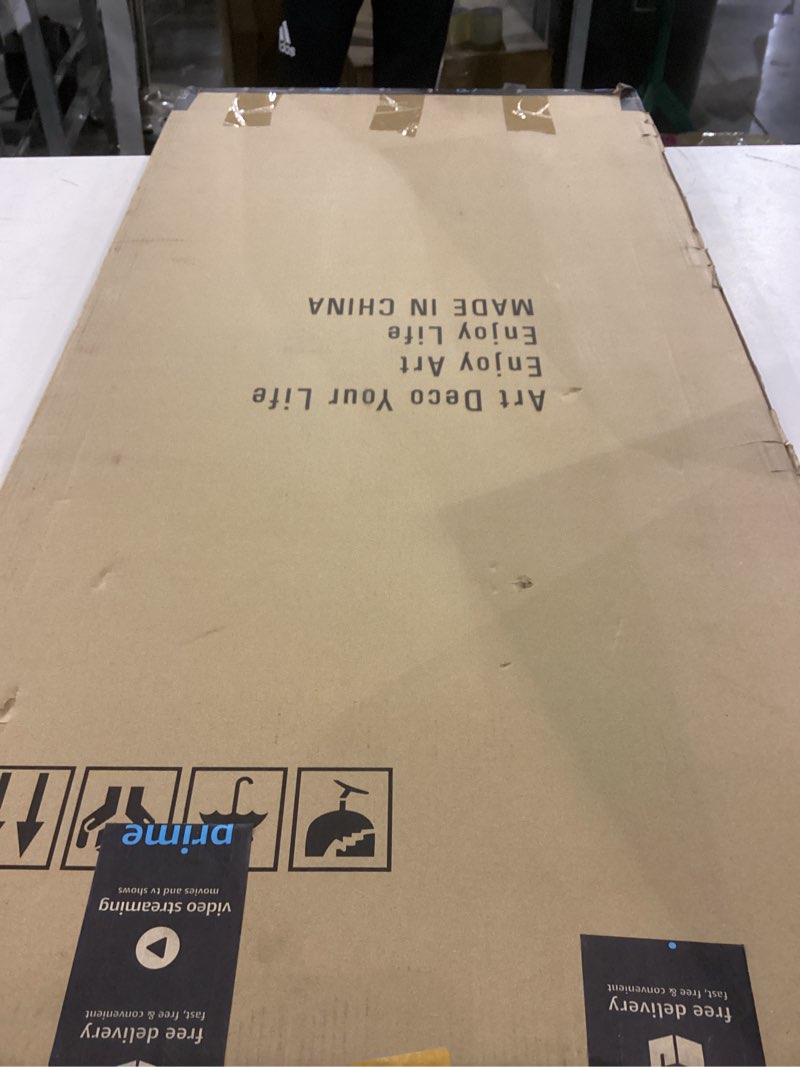 Art Deco Your Life
Enjoy Art
Enjoy Life
MADE IN CHINA
free delivery
fast, free & convenient
free delivery
fast, free & convenient
video streaming
movies and tv shows
prime
adidas